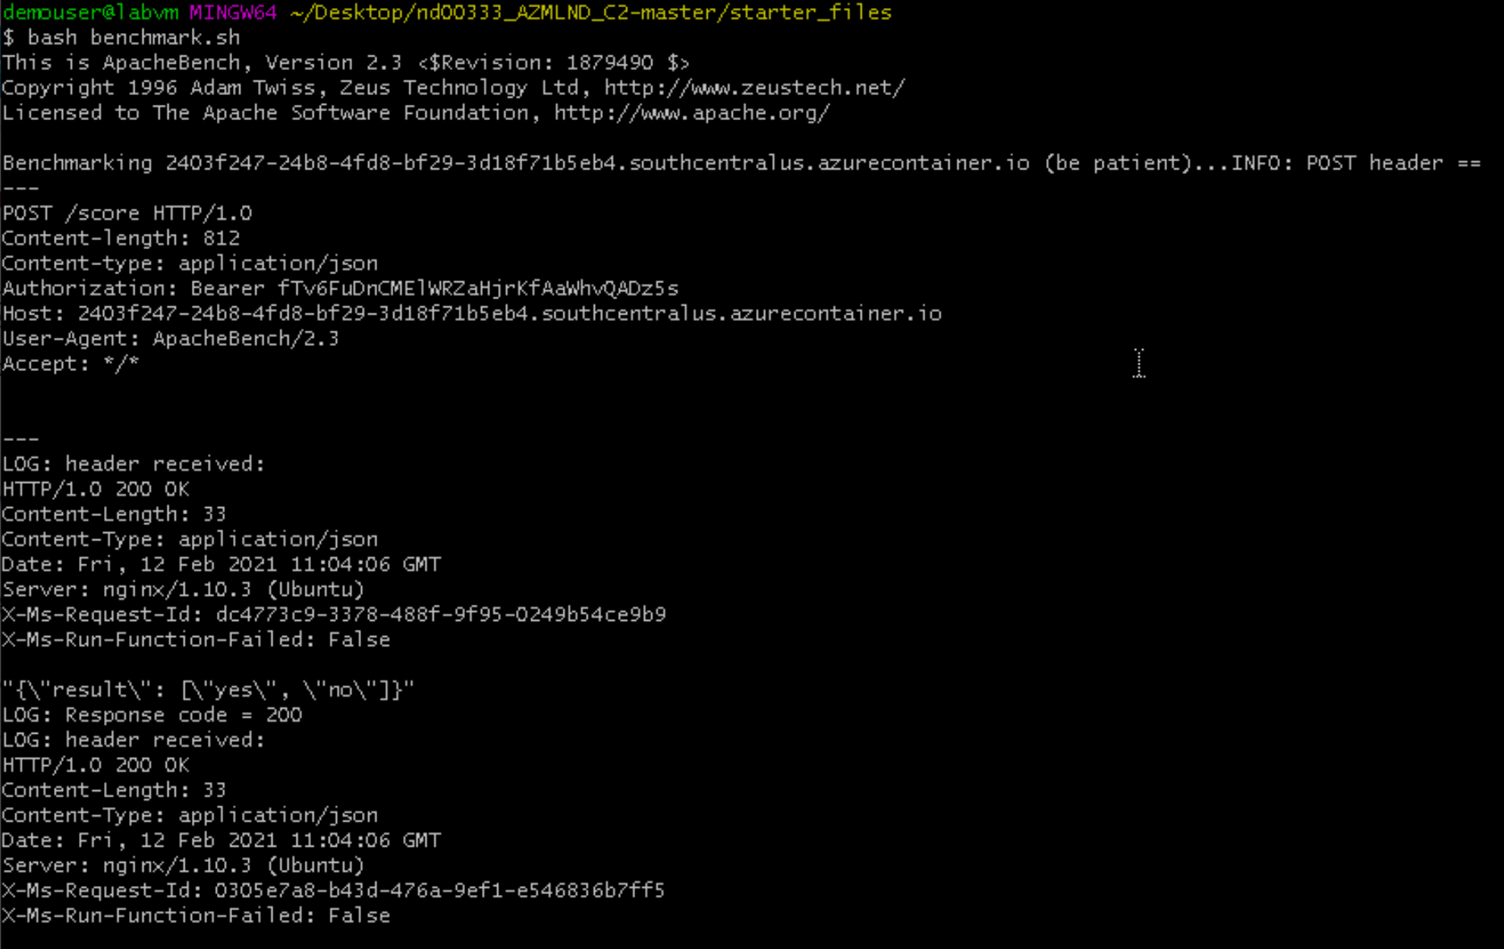 demouser@labvm MINGW64 ~/Desktop/nd00333_AZMLND_C2-master/starter_files
$ bash benchmark.sh
This is ApacheBench, Version 2.3 <$Revision: 1879490 $>
Copyright 1996 Adam Twiss, Zeus Technology Ltd, http://www.zeustech.net/
Licensed to The Apache Software Foundation, http://www.apache.org/

Benchmarking 2403f247-24b8-4fd8-bf29-3d18f71b5eb4.southcentralus.azurecontainer.io (be patient)...INFO: POST header ==
---
POST /score HTTP/1.0
Content-length: 812
Content-type: application/json
Authorization: Bearer fTv6FuDnCMElWRZaHjrKfAaWhvQADz5s
Host: 2403f247-24b8-4fd8-bf29-3d18f71b5eb4.southcentralus.azurecontainer.io
User-Agent: ApacheBench/2.3
Accept: */*


---
LOG: header received:
HTTP/1.0 200 OK
Content-Length: 33
Content-Type: application/json
Date: Fri, 12 Feb 2021 11:04:06 GMT
Server: nginx/1.10.3 (Ubuntu)
X-Ms-Request-Id: dc4773c9-3378-488f-9f95-0249b54ce9b9
X-Ms-Run-Function-Failed: False

"{\"result\": [\"yes\", \"no\"]}"
LOG: Response code = 200
LOG: header received:
HTTP/1.0 200 OK
Content-Length: 33
Content-Type: application/json
Date: Fri, 12 Feb 2021 11:04:06 GMT
Server: nginx/1.10.3 (Ubuntu)
X-Ms-Request-Id: 0305e7a8-b43d-476a-9ef1-e546836b7ff5
X-Ms-Run-Function-Failed: False